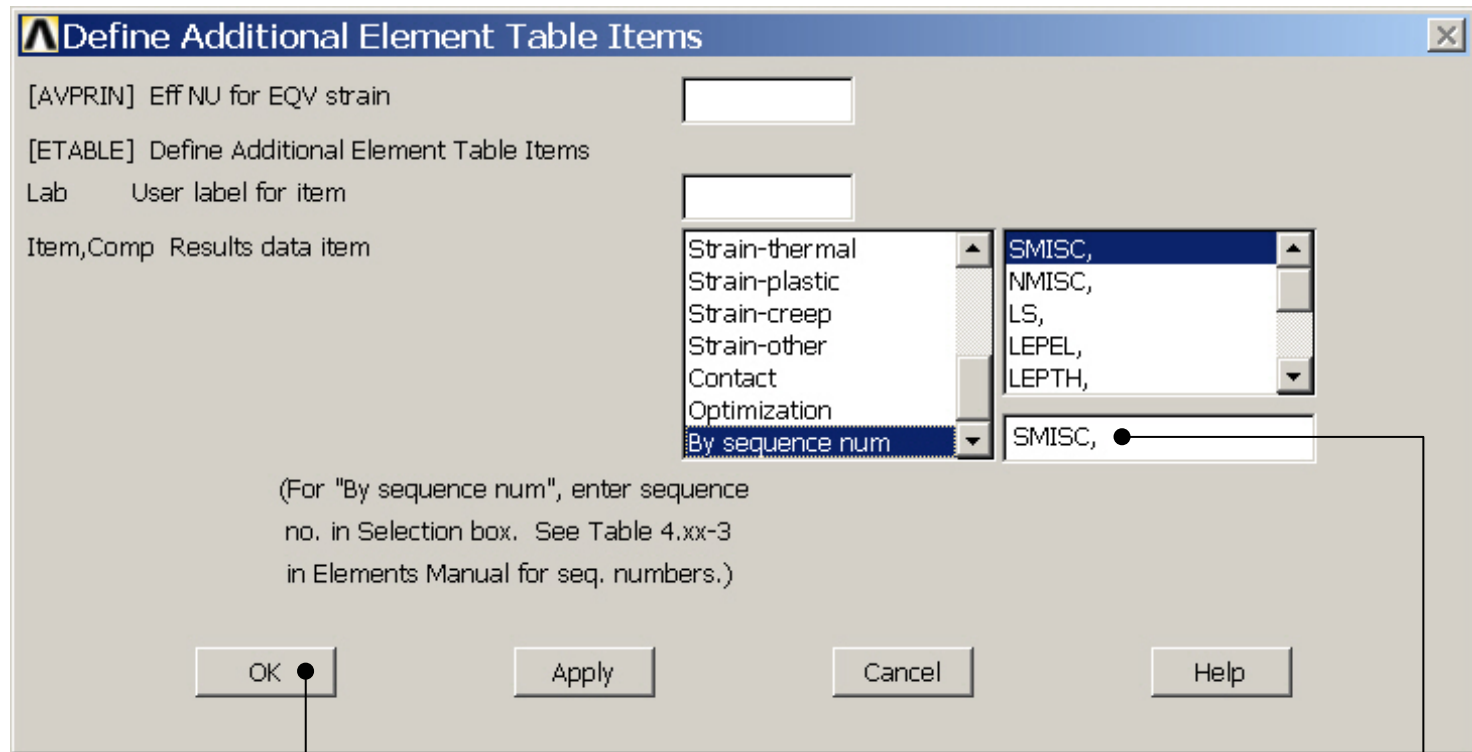 Define Additional Element Table Items
[AVPRIN] Eff NU for EQV strain
[ETABLE] Define Additional Element Table Items
Lab User label for item
Item,Comp Results data item
Strain-thermal
Strain-plastic
Strain-creep
Strain-other
Contact
Optimization
By sequence num
SMISC,
NMISC,
LS,
LEPEL,
LEPTH,
SMISC,
(For "By sequence num", enter sequence
no. in Selection box. See Table 4.xx-3
in Elements Manual for seq. numbers.)
OK Apply Cancel Help